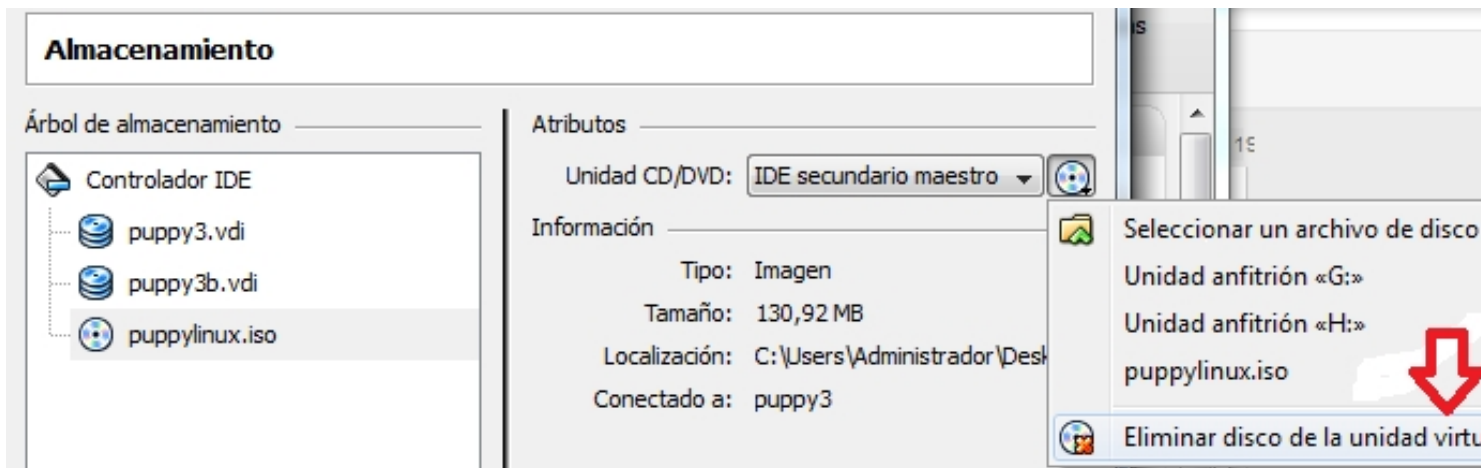 Almacenamiento
Árbol de almacenamiento
Controlador IDE
puppy3.vdi
puppy3b.vdi
puppylinux.iso
Atributos
Unidad CD/DVD: IDE secundario maestro
Información
Tipo: Imagen
Tamaño: 130,92 MB
Localización: C:\Users\Administrador\Desk
Conectado a: puppy3
Seleccionar un archivo de disco
Unidad anfitrión «G:»
Unidad anfitrión «H:»
puppylinux.iso
Eliminar disco de la unidad virtu